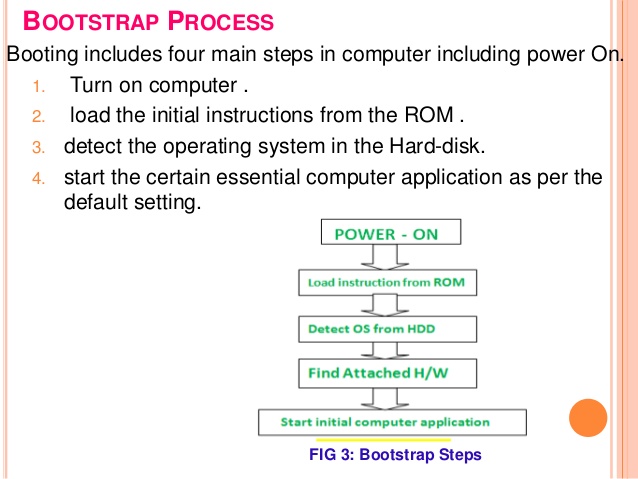 BOOTSTRAP PROCESS
Booting includes four main steps in computer including power On.
1. Turn on computer .
2. load the initial instructions from the ROM .
3. detect the operating system in the Hard-disk.
4. start the certain essential computer application as per the
default setting.
POWER - ON
Load instruction from ROM
Detect OS from HDD
Find Attached H/W
Start initial computer application
FIG 3: Bootstrap Steps